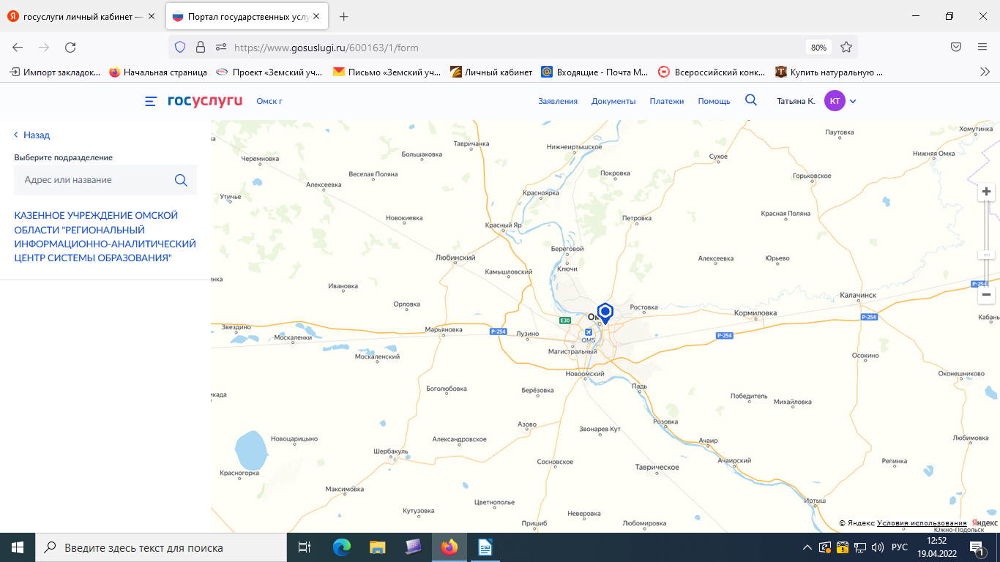 госуслуги личный кабинет —
Портал государственных услу
https://www.gosuslugi.ru/600163/1/form
80%
Импорт закладок...
Начальная страница
Проект «Земский уч...
Письмо «Земский уч...
Личный кабинет
Входящие - Почта М...
Всероссийский конк...
Купить натуральную ...
госуслуги
Омск г
Заявления
Документы
Платежи
Помощь
Татьяна К.
КТ
Назад
Выберите подразделение
Адрес или название
КАЗЕННОЕ УЧРЕЖДЕНИЕ ОМСКОЙ
ОБЛАСТИ "РЕГИОНАЛЬНЫЙ
ИНФОРМАЦИОННО-АНАЛИТИЧЕСКИЙ
ЦЕНТР СИСТЕМЫ ОБРАЗОВАНИЯ"
Хомутинка
Паутовка
Тавричанка
Нижнеиртышское
Большаковка
Нижняя Омка
Черемновка
Сухое
Веселая Поляна
Покровка
Горьковское
Алексеевка
Красноярка
Утичье
Красная Поляна
Новокиевка
Петровка
Красный Яр
Береговой
Любинский
Алексеевка
Юрьево
Ключи
Камышловский
енка
Р-254
Ивановка
Калачинск
Орловка
Ростовка
Кормиловка
Ом
Р-254
Кабань
E30
Звездино
Марьяновка
Р-254
Лузино
Р-254
Москаленки
OMS
Магистральный
Москаленский
Осокино
Новоомский
Оконешниково
Боголюбовка
Берёзовка
Падь
икада
Победитель
Михайловка
Азово
Розовка
Звонарев Кут
Новоцарицыно
Александровское
Ачаир
Любимовка
Шербакуль
Сосновское
Ачаирский
Репинка
Таврическое
Красногорка
Максимовка
Цветнополье
Иртыш
Кутузовка
Неверовка
Пришиб
Любомировка
© Яндекс Условия использования Яндекс
Южно-Подольск
Введите здесь текст для поиска
РУС
12:52
19.04.2022
1